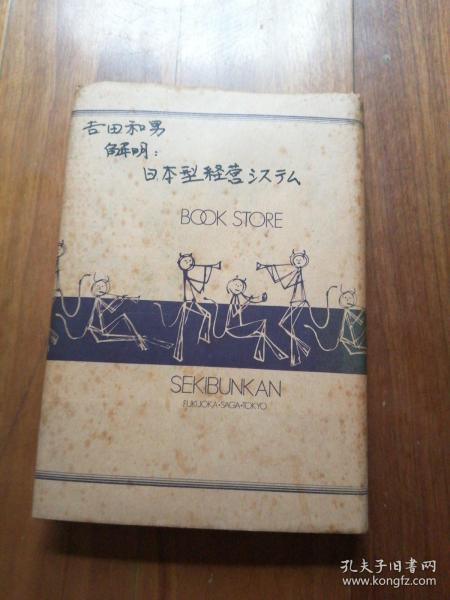 吉田和男
解明:
日本型経営システム
BOOK STORE
SEKIBUNKAN
FUKUOKA•SAGA•TOKYO
孔夫子旧书网
www.kongfz.com